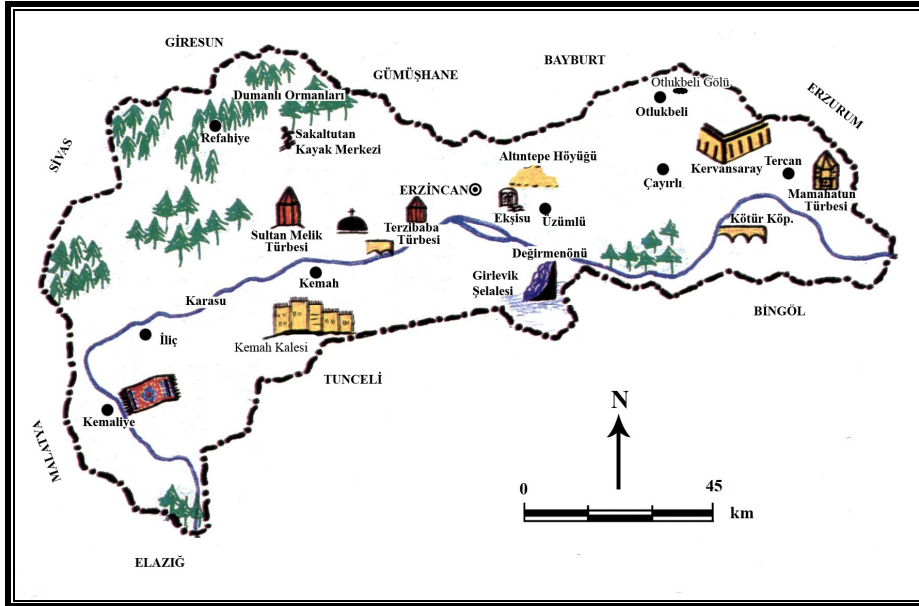 GİRESUN
GÜMÜŞHANE
BAYBURT
ERZURUM
SİVAS
Dumanlı Ormanları
Refahiye
Sakaltutan
Kayak Merkezi
Otlukbeli Gölü
Otlukbeli
Altıntepe Höyüğü
Kervansaray
Tercan
Çayırlı
Mamahatun
Türbesi
ERZİNCAN
Ekşisu
Üzümlü
Sultan Melik
Türbesi
Terzibaba
Türbesi
Kötür Köp.
Değirmenönü
Girlevik
Şelalesi
Kemah
Karasu
Kemah Kalesi
İliç
BİNGÖL
TUNCELİ
Kemaliye
MALATYA
ELAZIĞ
N
0 45
km